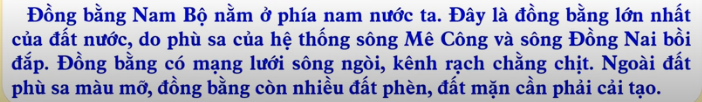 Đồng bằng Nam Bộ nằm ở phía nam nước ta. Đây là đồng bằng lớn nhất
của đất nước, do phù sa của hệ thống sông Mê Công và sông Đồng Nai bồi
đắp. Đồng bằng có mạng lưới sông ngòi, kênh rạch chằng chịt. Ngoài đất
phù sa màu mỡ, đồng bằng còn nhiều đất phèn, đất mặn cần phải cải tạo.